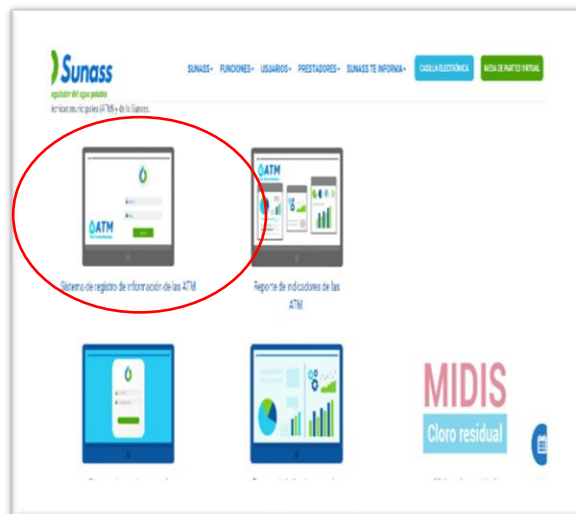 Sunass
regulador del agua potable
SUNASS FUNCIONES USUARIOS PRESTADORES SUNASS TE INFORMA
CASILLA ELECTRÓNICA
MESA DE PARTES VIRTUAL
técnicas municipales (ATM) y de la Sunass.
ATM
ATM
Sistema de registro de información de las ATM
Reporte de indicadores de las
ATM
MIDIS
Cloro residual